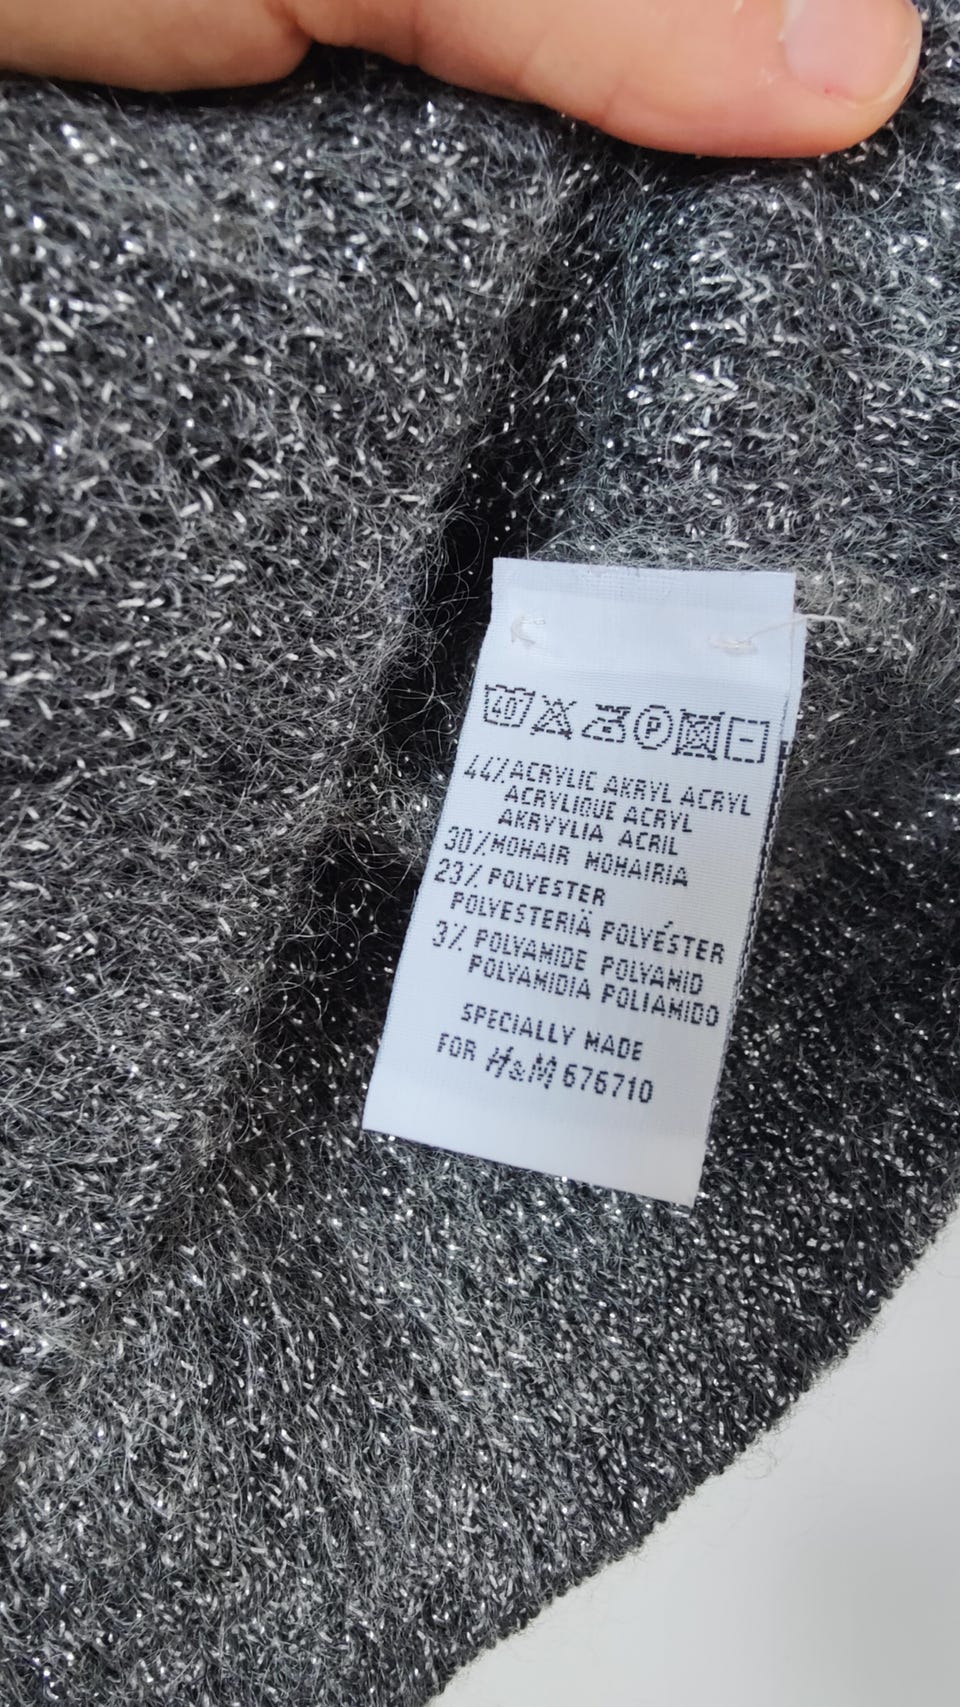 40 P
44% ACRYLIC AKRYL ACRYL
ACRYLIQUE ACRYL
AKRYYLIA ACRIL
30% MOHAIR MOHAIRIA
23% POLYESTER
POLYESTERIÄ POLYÉSTER
3% POLYAMIDE POLYAMID
POLYAMIDIA POLIAMIDO
SPECIALLY MADE
FOR H&M 676710